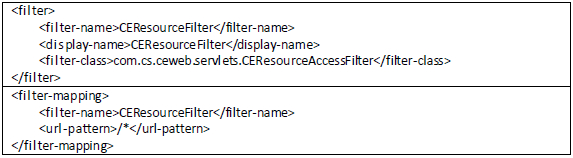 <filter>
<filter-name>CEResourceFilter</filter-name>
<display-name>CEResourceFilter</display-name>
<filter-class>com.cs.ceweb.servlets.CEResourceAccessFilter</filter-class>
</filter>
<filter-mapping>
<filter-name>CEResourceFilter</filter-name>
<url-pattern>/*</url-pattern>
</filter-mapping>